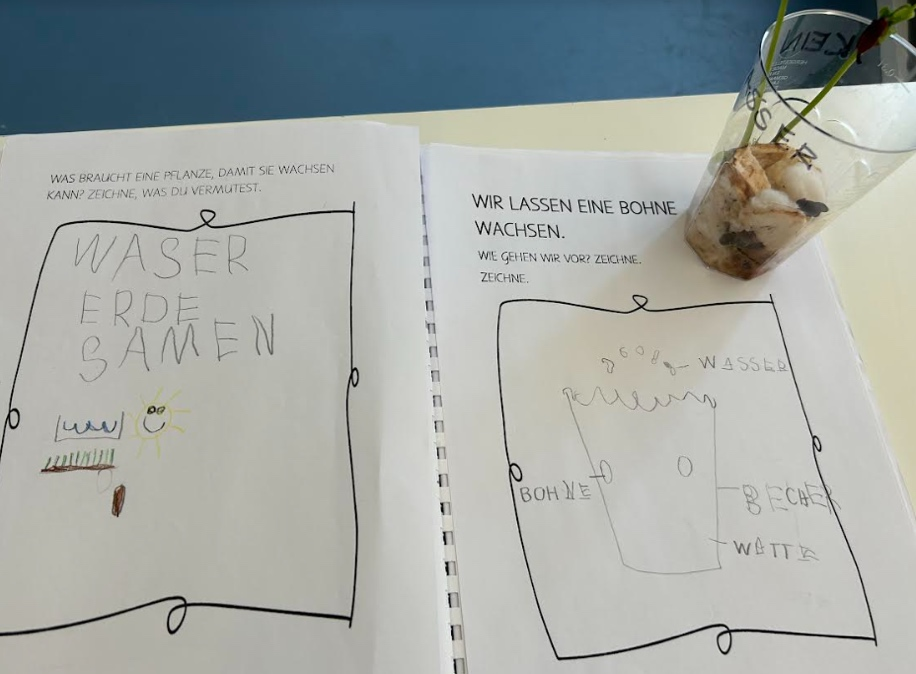 WAS BRAUCHT EINE PFLANZE, DAMIT SIE WACHSEN
KANN? ZEICHNE, WAS DU VERMUTEST.
WASER
ERDE
SAMEN
WIR LASSEN EINE BOHNE
WACHSEN.
WIE GEHEN WIR VOR? ZEICHNE.
ZEICHNE.
WASSER
BOHNE
BECHER
WATTE
KEIN